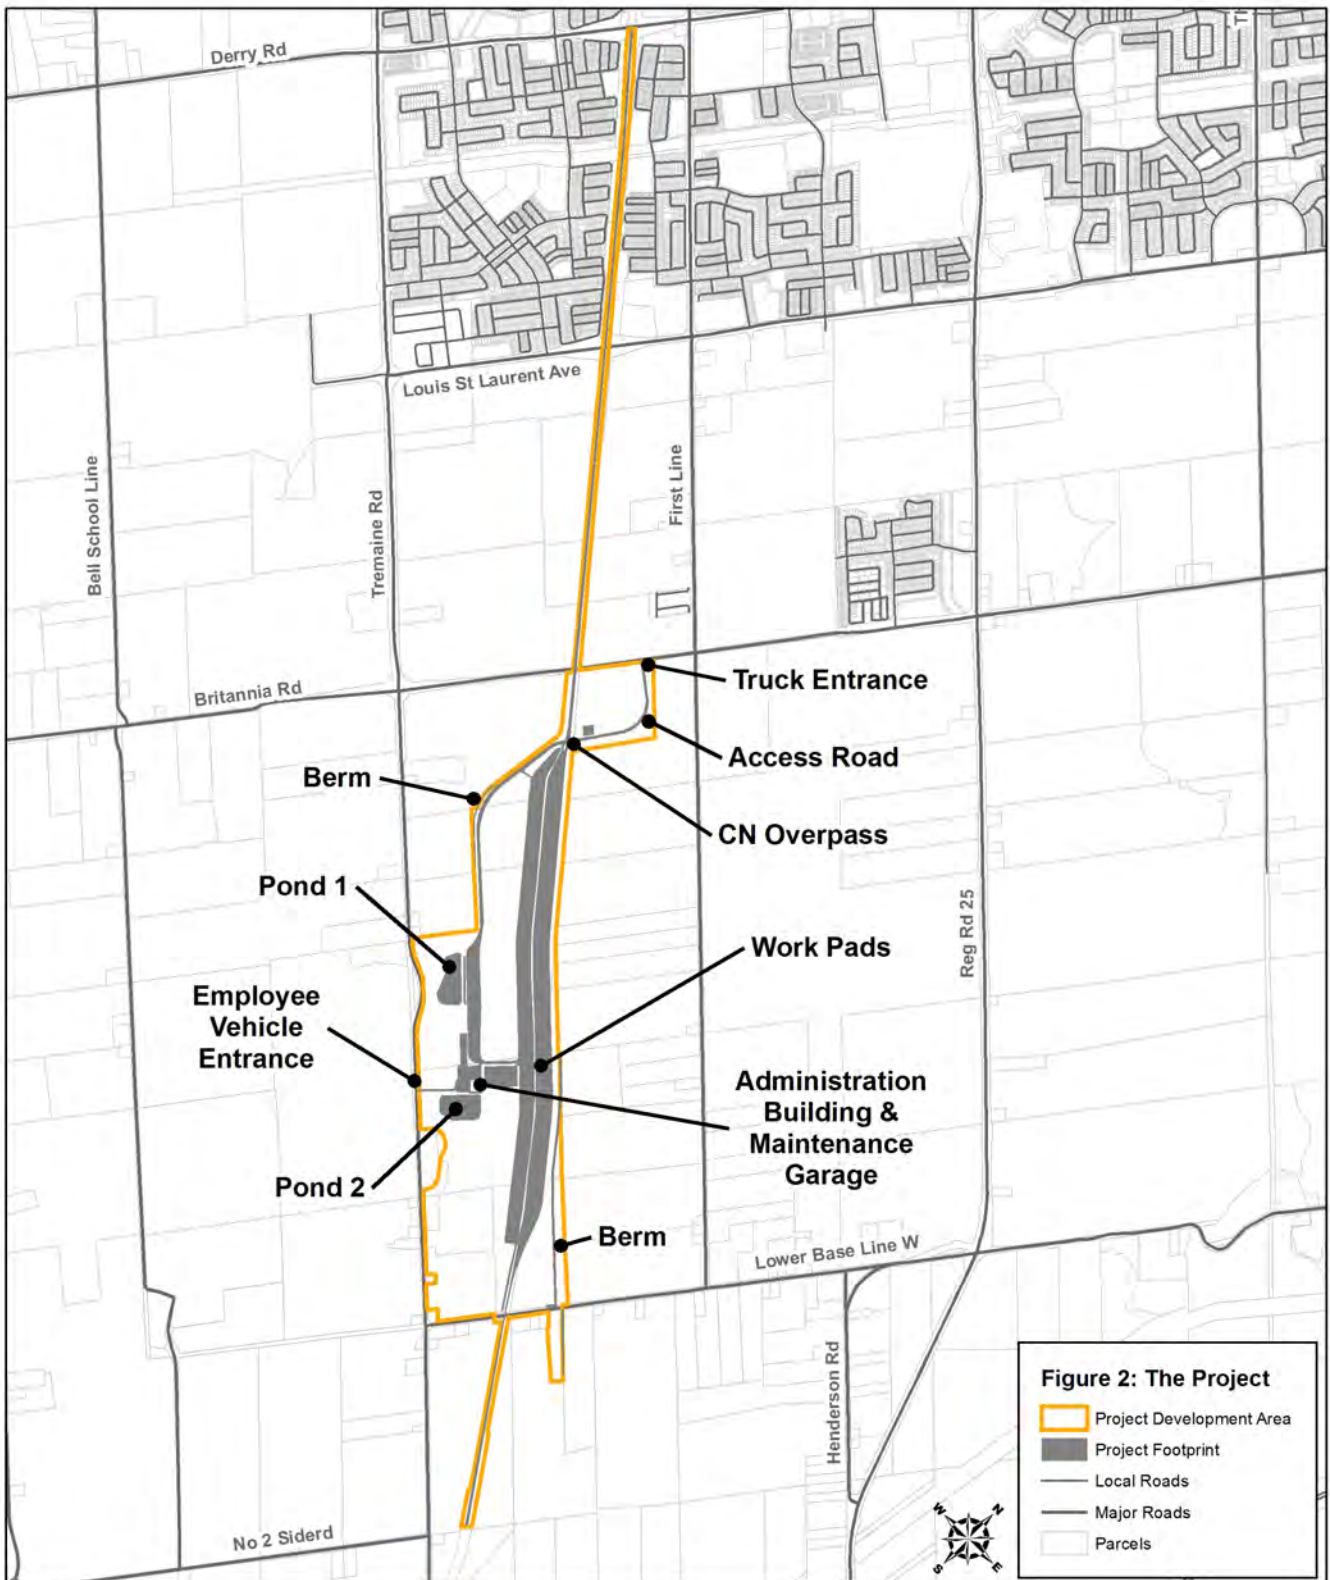 Derry Rd
Th
Louis St Laurent Ave
Bell School Line
Tremaine Rd
First Line
Britannia Rd
Truck Entrance
Access Road
Berm
CN Overpass
Pond 1
Reg Rd 25
Work Pads
Employee
Vehicle
Entrance
Administration
Building &
Maintenance
Garage
Pond 2
Berm
Lower Base Line W
Henderson Rd
No 2 Siderd
Figure 2: The Project
Project Development Area
Project Footprint
Local Roads
Major Roads
Parcels
W
N
S
E